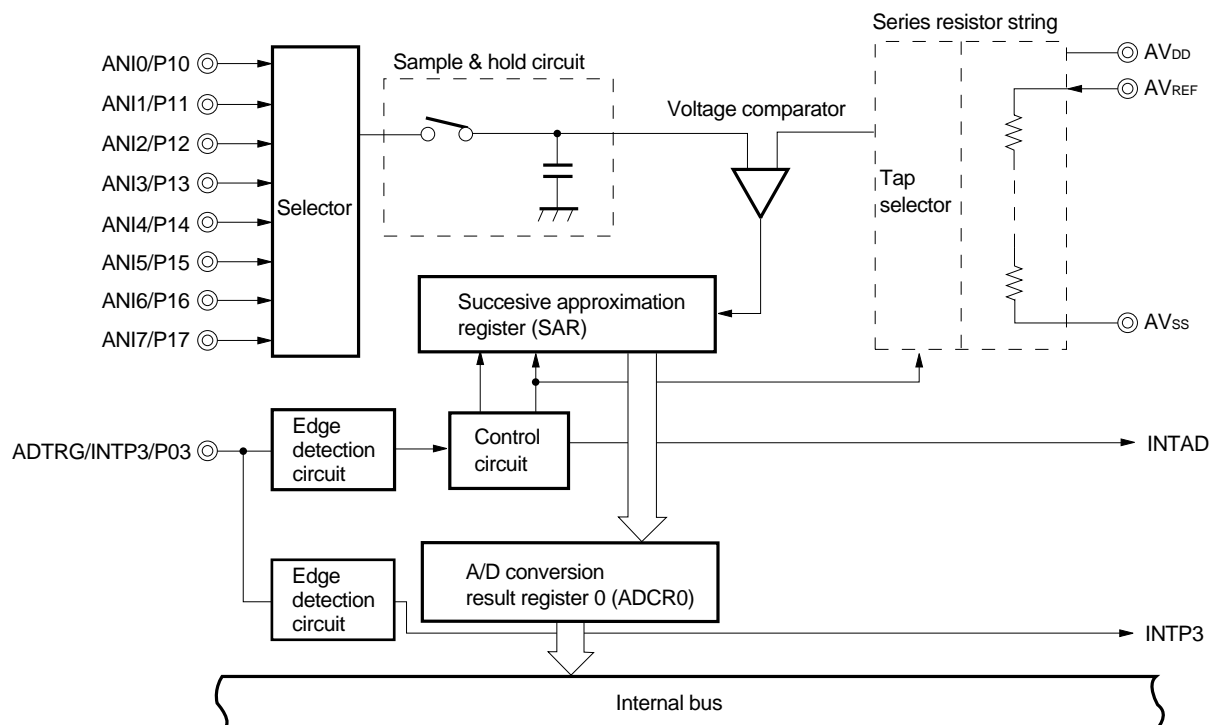 Series resistor string
ANI0/P10
ANI1/P11
ANI2/P12
ANI3/P13
ANI4/P14
ANI5/P15
ANI6/P16
ANI7/P17
Selector
Sample & hold circuit
Voltage comparator
Tap
selector
AVDD
AVREF
AVSS
Succesive approximation
register (SAR)
ADTRG/INTP3/P03
Edge
detection
circuit
Control
circuit
INTAD
Edge
detection
circuit
A/D conversion
result register 0 (ADCR0)
INTP3
Internal bus